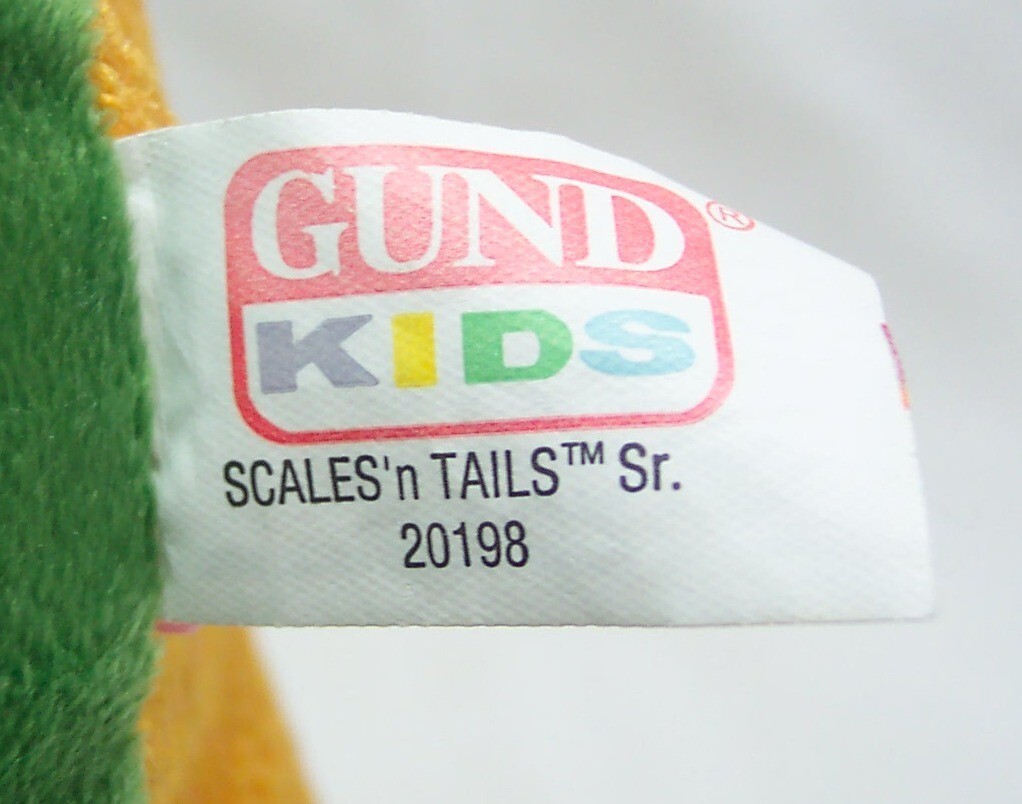 GUND®
KIDS
SCALES'n TAILS™ Sr.
20198